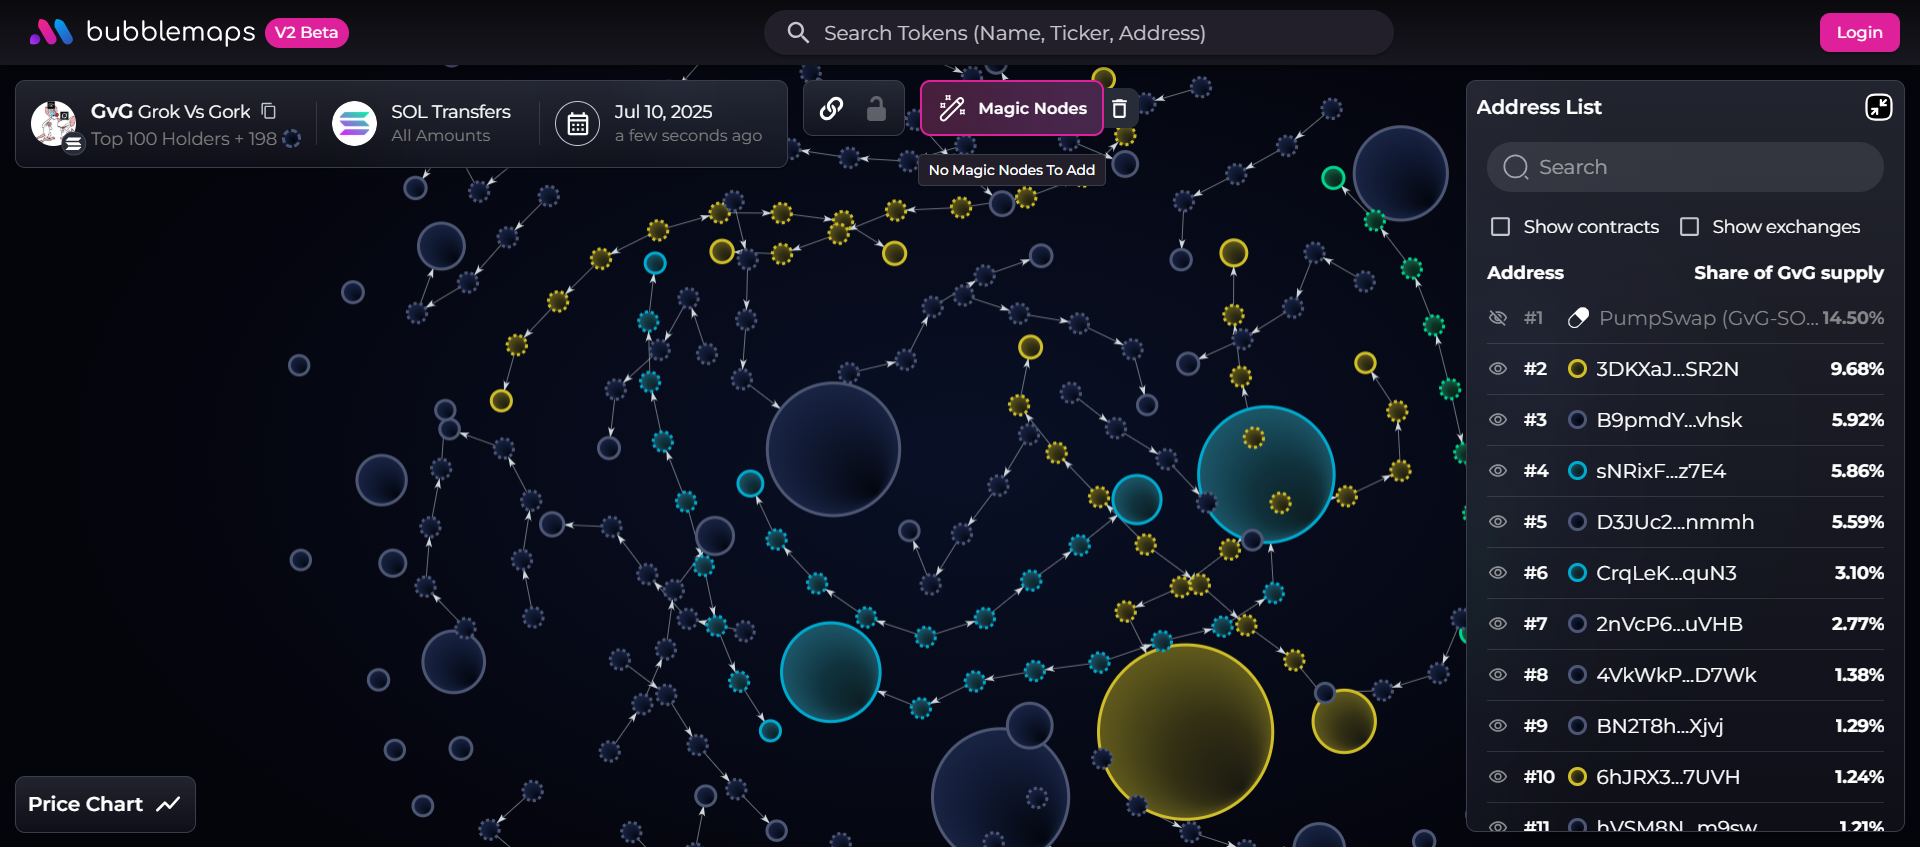 bubblemaps V2 Beta
Search Tokens (Name, Ticker, Address)
Login
GvG Grok Vs Gork
Top 100 Holders + 198
SOL Transfers
All Amounts
Jul 10, 2025
a few seconds ago
Magic Nodes
No Magic Nodes To Add
Address List
Search
Show contracts
Show exchanges
Address Share of GvG supply
#1 PumpSwap (GvG-SO... 14.50%
#2 3DKXaJ...SR2N 9.68%
#3 B9pmdY...vhsk 5.92%
#4 sNRixF...z7E4 5.86%
#5 D3JUc2...nmmh 5.59%
#6 CrqLeK...quN3 3.10%
#7 2nVcP6...uVHB 2.77%
#8 4VkWkP...D7Wk 1.38%
#9 BN2T8h...Xjvj 1.29%
#10 6hJRX3...7UVH 1.24%
#11 hVSM8N...m9sw 1.21%
Price Chart